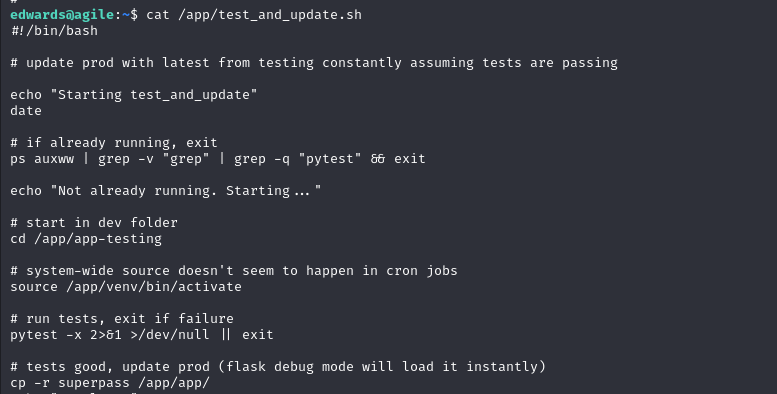 edwards@agile:~$ cat /app/test_and_update.sh
#!/bin/bash
# update prod with latest from testing constantly assuming tests are passing
echo "Starting test_and_update"
date
# if already running, exit
ps auxww | grep -v "grep" | grep -q "pytest" && exit
echo "Not already running. Starting..."
# start in dev folder
cd /app/app-testing
# system-wide source doesn't seem to happen in cron jobs
source /app/venv/bin/activate
# run tests, exit if failure
pytest -x 2>&1 >/dev/null || exit
# tests good, update prod (flask debug mode will load it instantly)
cp -r superpass /app/app/